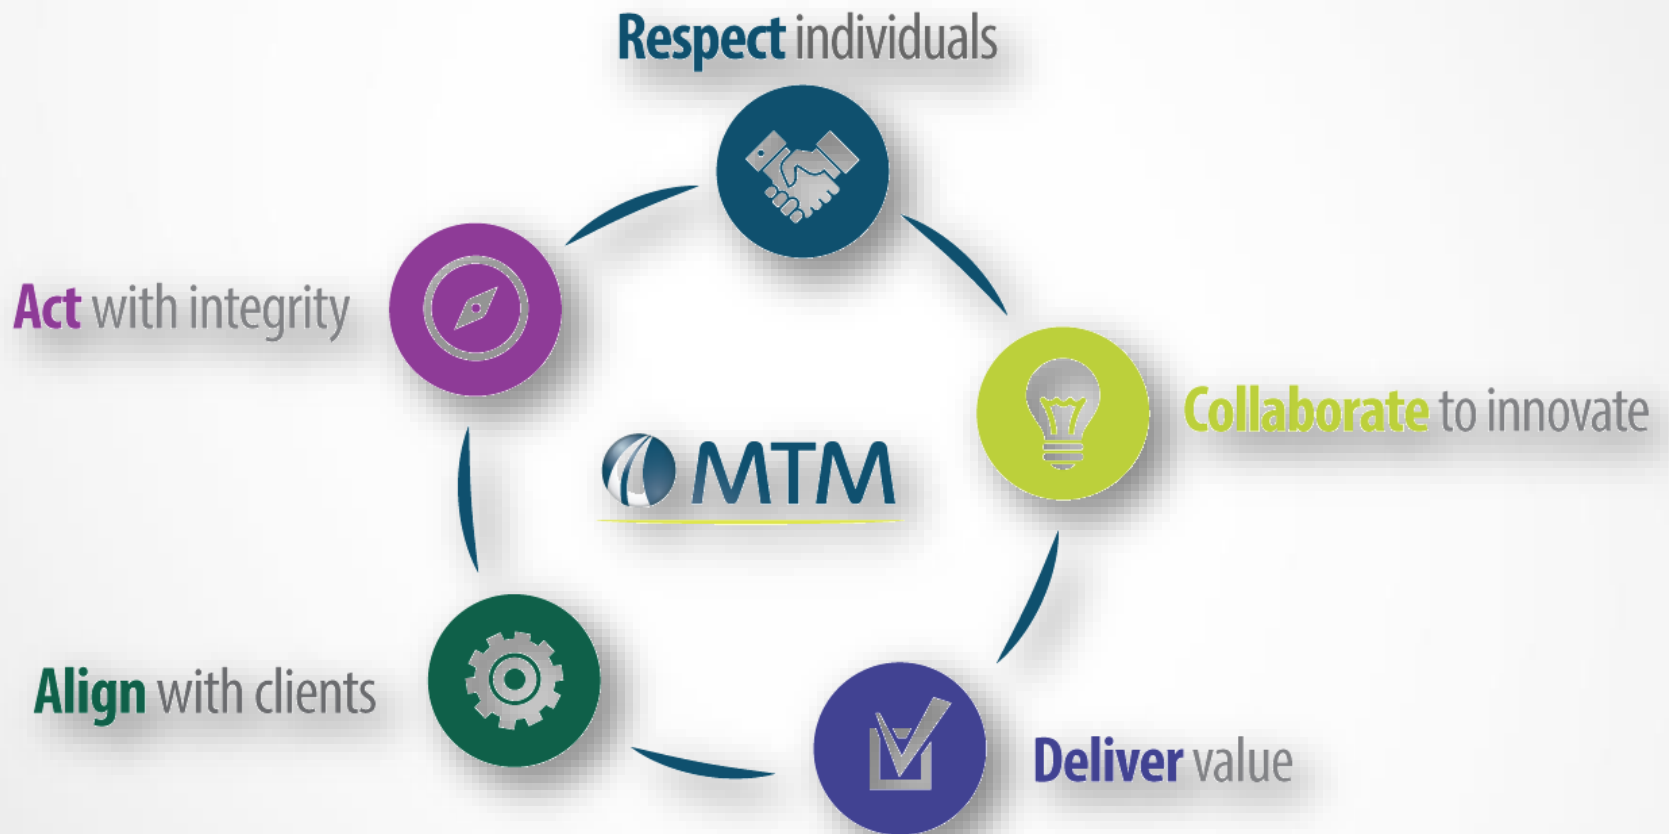 Respect individuals
Act with integrity
Collaborate to innovate
MTM
Align with clients
Deliver value